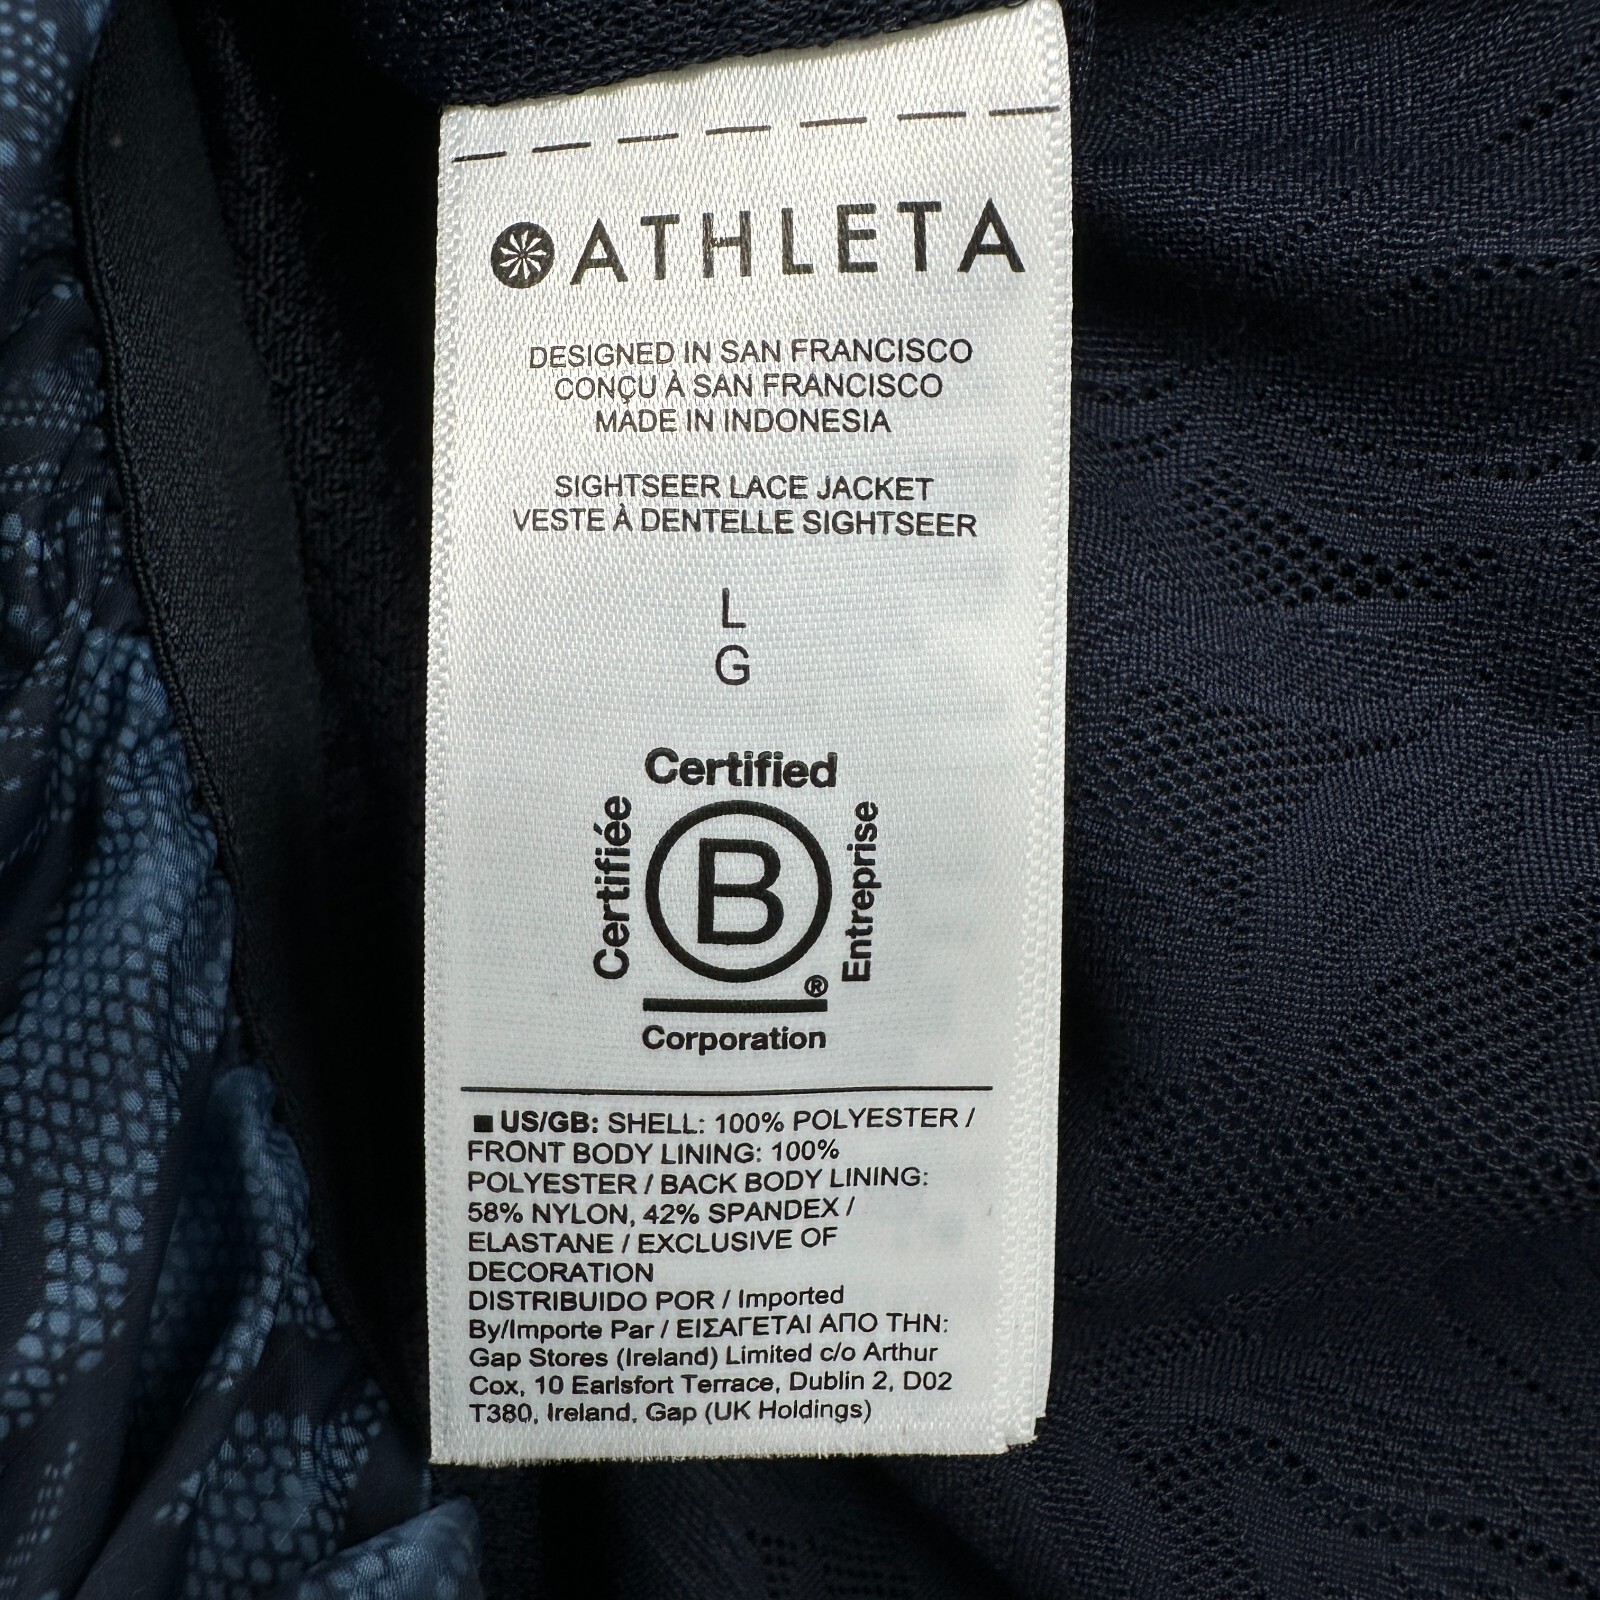 ATHLETA
DESIGNED IN SAN FRANCISCO
CONÇU À SAN FRANCISCO
MADE IN INDONESIA
SIGHTSEER LACE JACKET
VESTE À DENTELLE SIGHTSEER
L
G
Certified
Certifiée
B
Entreprise
®
Corporation
■ US/GB: SHELL: 100% POLYESTER /
FRONT BODY LINING: 100%
POLYESTER / BACK BODY LINING:
58% NYLON, 42% SPANDEX /
ELASTANE / EXCLUSIVE OF
DECORATION
DISTRIBUIDO POR / Imported
By/Importe Par / ΕΙΣΑΓΕΤΑΙ ΑΠΟ ΤΗΝ:
Gap Stores (Ireland) Limited c/o Arthur
Cox, 10 Earlsfort Terrace, Dublin 2, D02
T380, Ireland, Gap (UK Holdings)